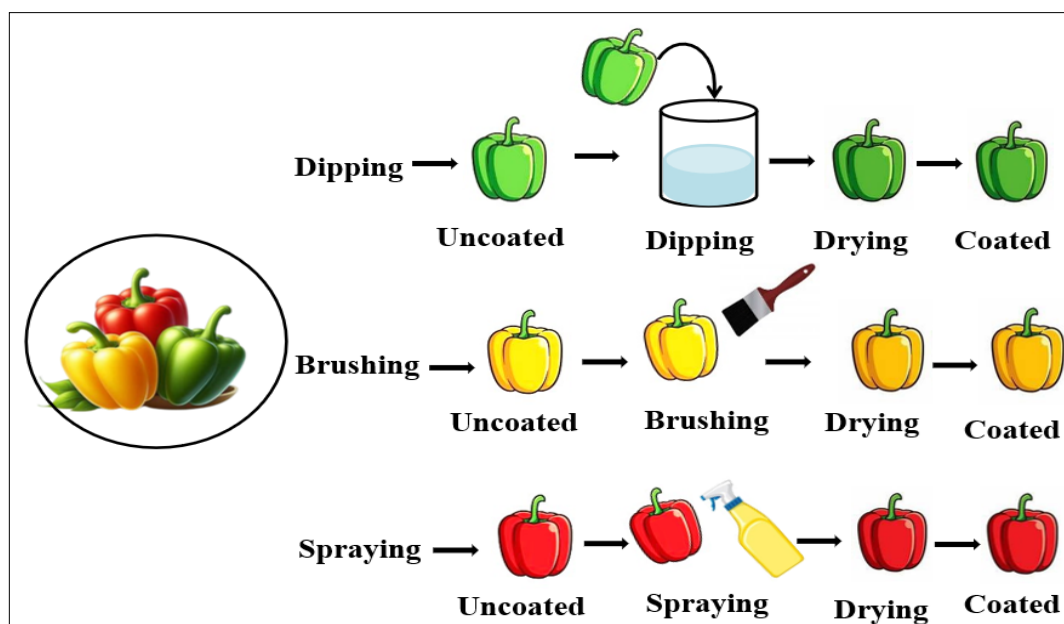 Dipping
Uncoated Dipping Drying Coated
Brushing
Uncoated Brushing Drying Coated
Spraying
Uncoated Spraying Drying Coated